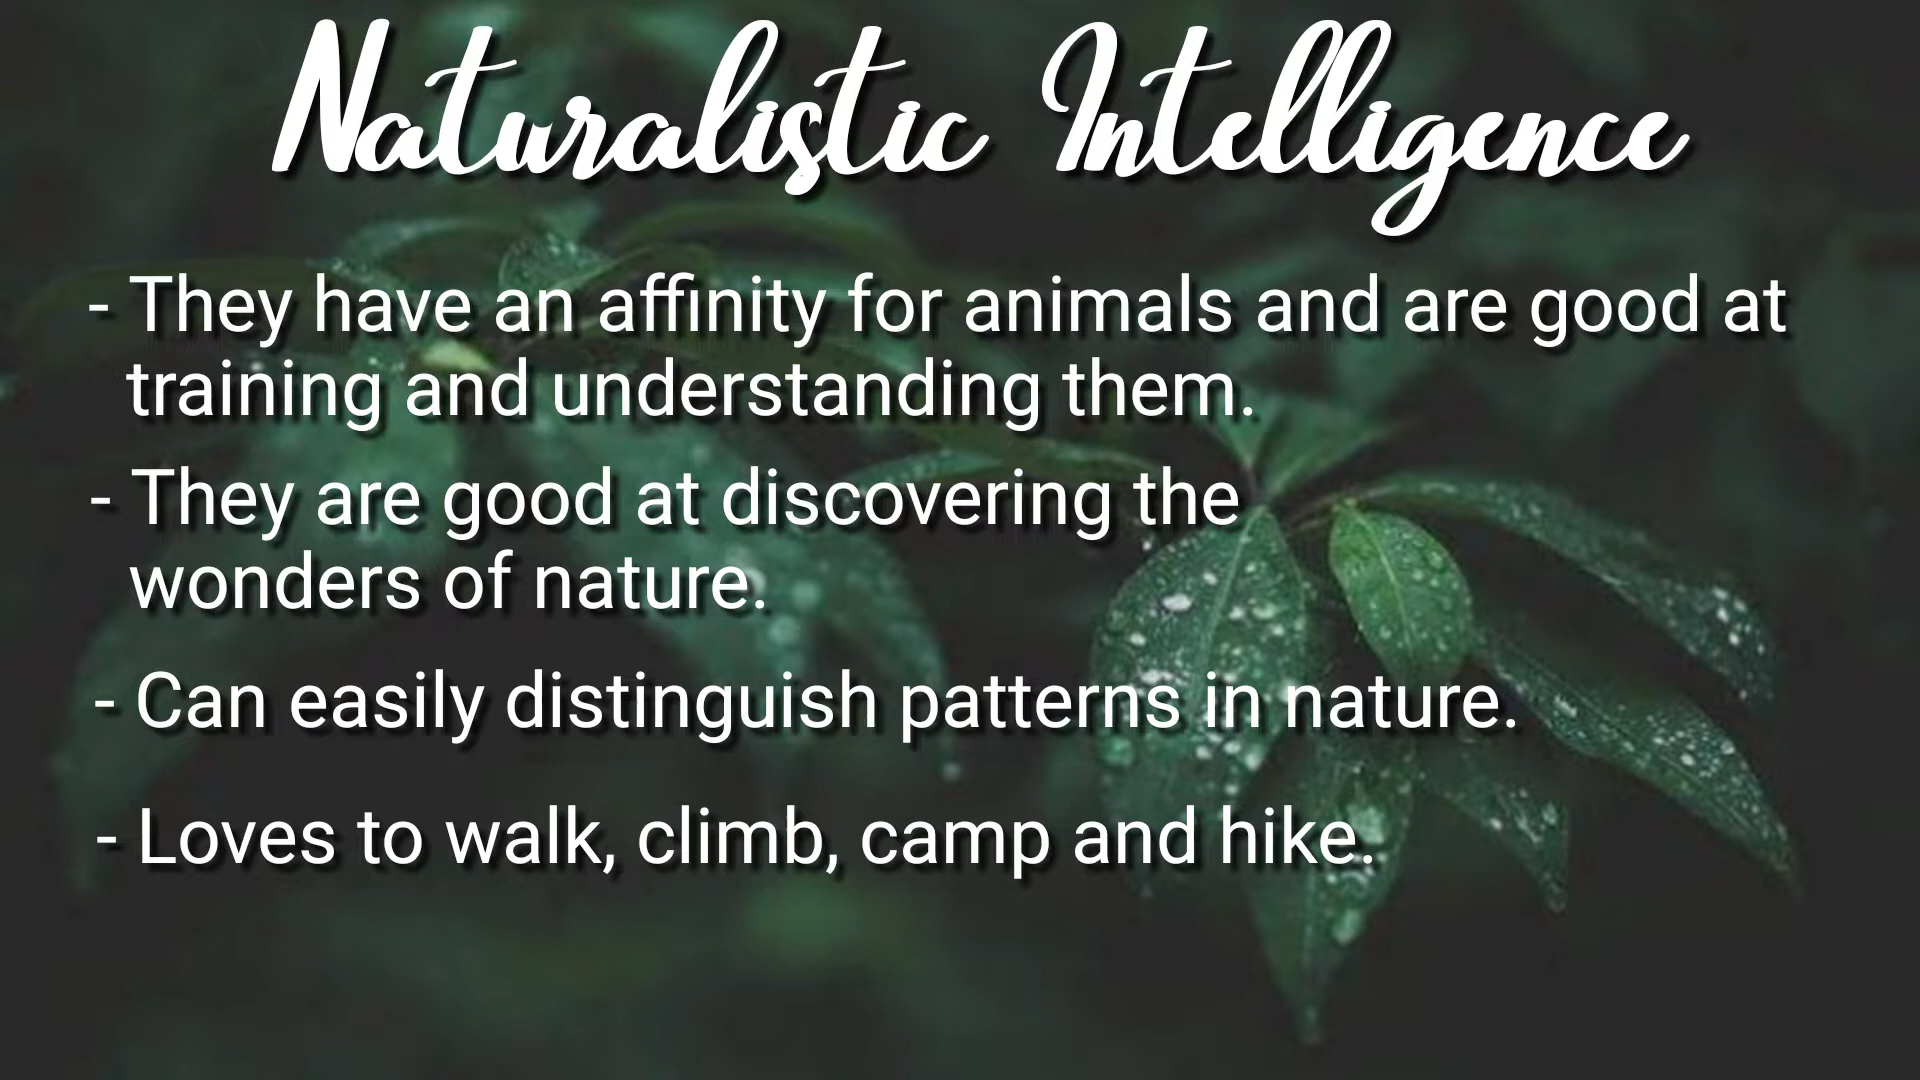 Naturalistic Intelligence
- They have an affinity for animals and are good at
training and understanding them.
- They are good at discovering the
wonders of nature.
- Can easily distinguish patterns in nature.
- Loves to walk, climb, camp and hike.